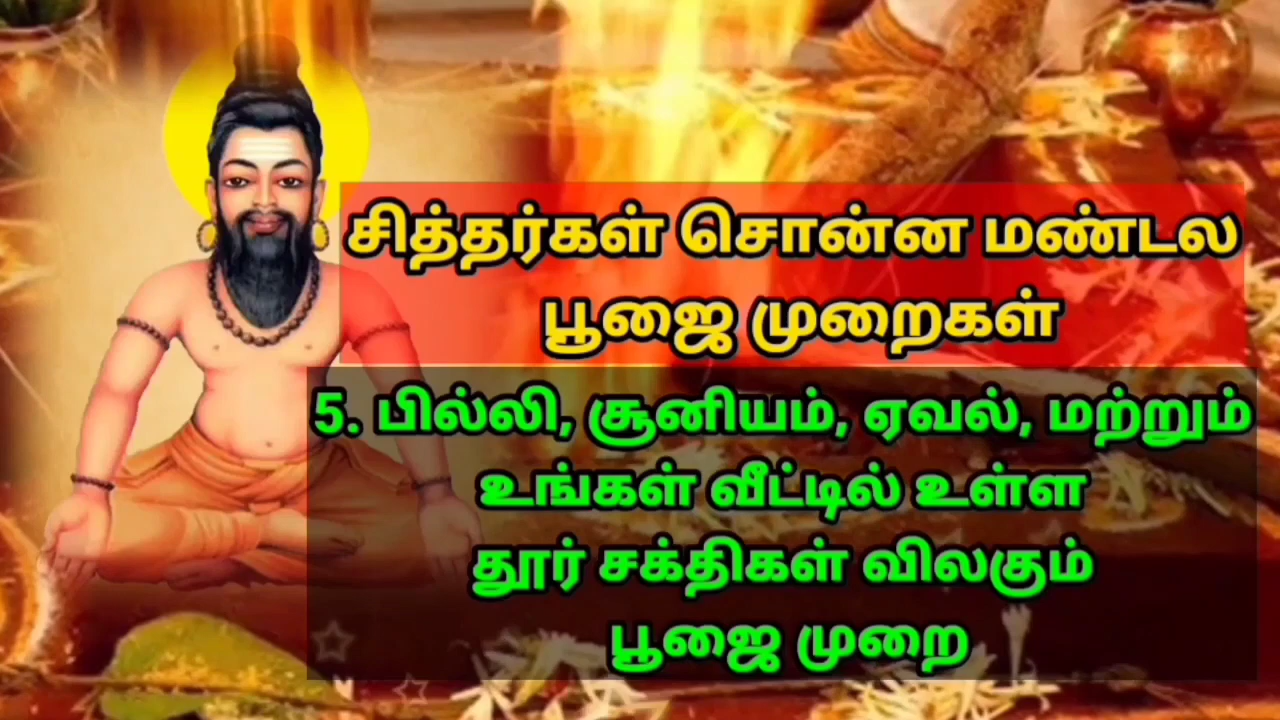 சித்தர்கள் சொன்ன மண்டல
பூஜை முறைகள்
5. பில்லி, சூனியம், ஏவல், மற்றும்
உங்கள் வீட்டில் உள்ள
தூர் சக்திகள் விலகும்
பூஜை முறை